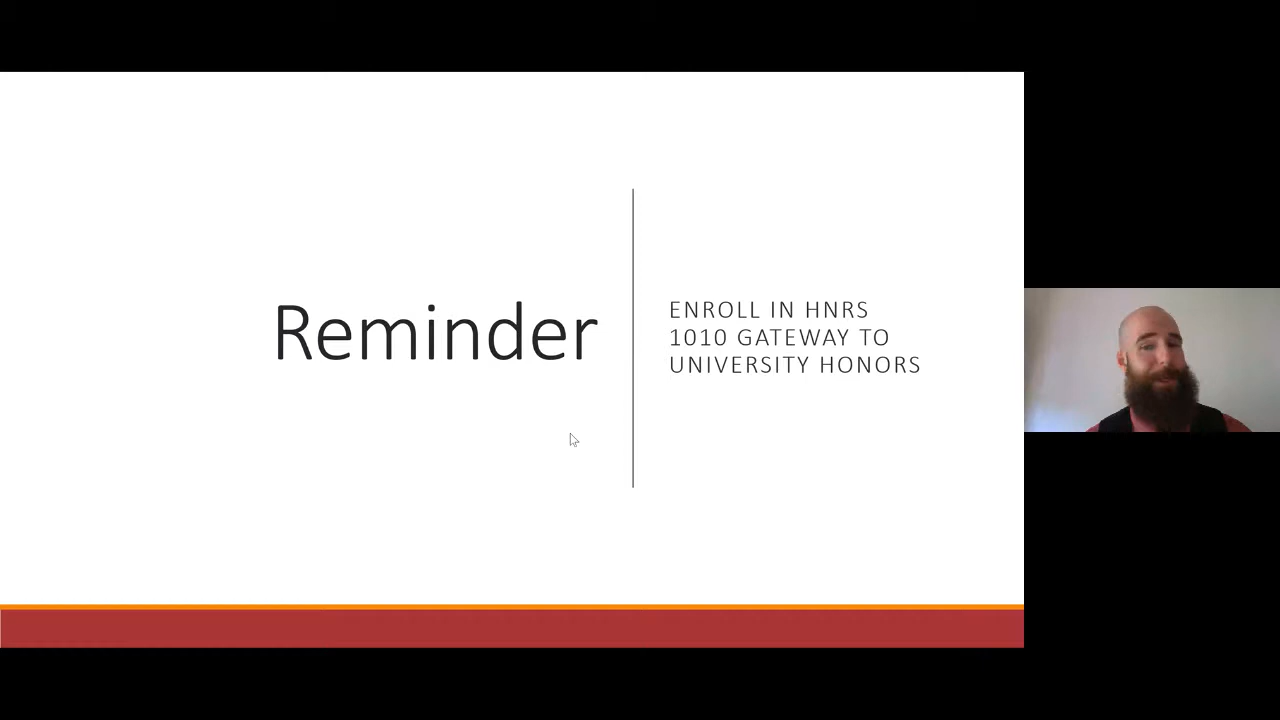 Reminder
ENROLL IN HNRS
1010 GATEWAY TO
UNIVERSITY HONORS